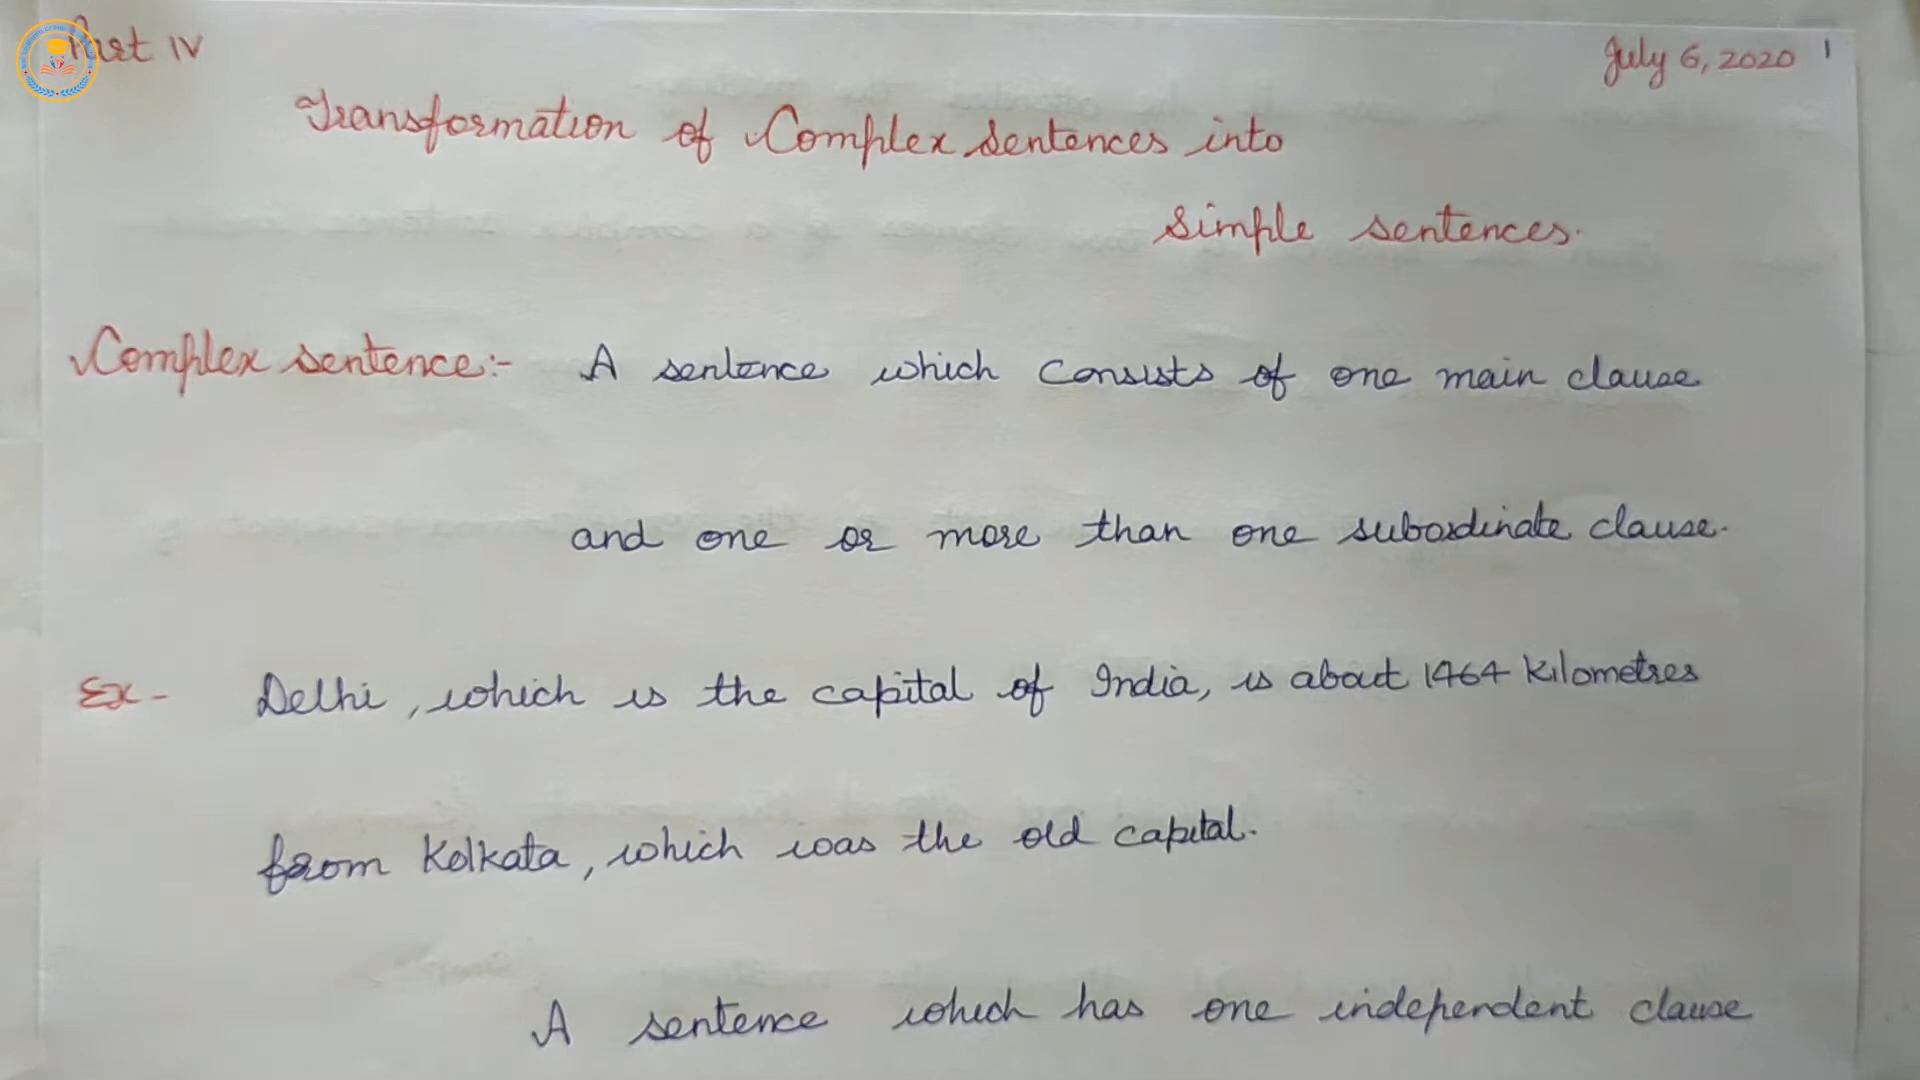 Part IV
July 6, 2020 1
Transformation of Complex sentences into
simple sentences.
Complex sentence:- A sentence which consists of one main clause
and one or more than one subordinate clause.
Ex - Delhi, which is the capital of India, is about 1464 kilometres
from Kolkata, which was the old capital.
A sentence which has one independent clause